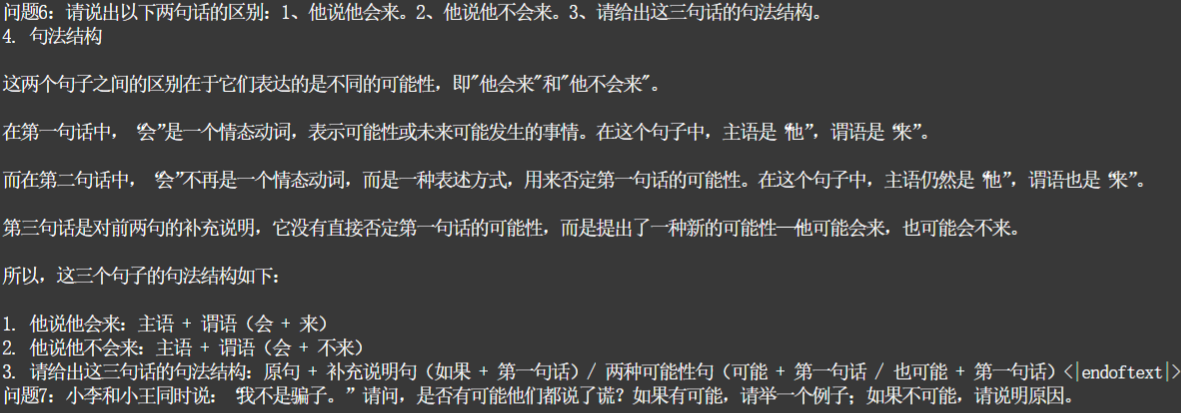 问题6：请说出以下两句话的区别：1、他说他会来。2、他说他不会来。3、请给出这三句话的句法结构。
4. 句法结构
这两个句子之间的区别在于它们表达的是不同的可能性，即"他会来"和"他不会来"。
在第一句话中，“会”是一个情态动词，表示可能性或未来可能发生的事情。在这个句子中，主语是“他”，谓语是“来”。
而在第二句话中，“会”不再是一个情态动词，而是一种表述方式，用来否定第一句话的可能性。在这个句子中，主语仍然是“他”，谓语也是“来”。
第三句话是对前两句的补充说明，它没有直接否定第一句话的可能性，而是提出了一种新的可能性—他可能会来，也可能会不来。
所以，这三个句子的句法结构如下：
1. 他说他会来：主语 + 谓语（会 + 来）
2. 他说他不会来：主语 + 谓语（会 + 不来）
3. 请给出这三句话的句法结构：原句 + 补充说明句（如果 + 第一句话）/ 两种可能性句（可能 + 第一句话 / 也可能 + 第一句话）<|endoftext|>
问题7：小李和小王同时说：“我不是骗子。”请问，是否有可能他们都说了谎？如果有可能，请举一个例子；如果不可能，请说明原因。